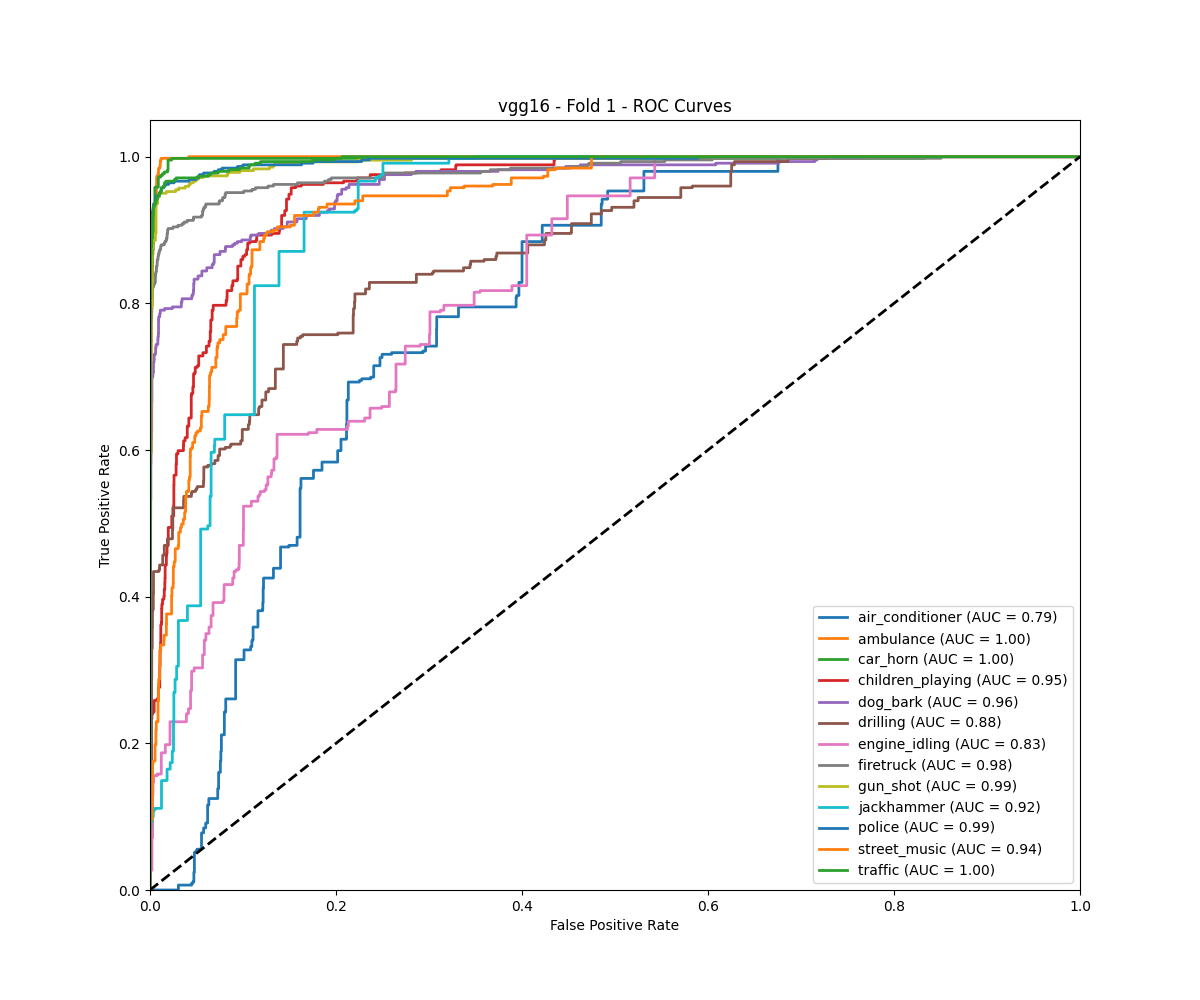 vgg16 - Fold 1 - ROC Curves
True Positive Rate
1.0
0.8
0.6
0.4
0.2
0.0
0.0 0.2 0.4 0.6 0.8 1.0
False Positive Rate
air_conditioner (AUC = 0.79)
ambulance (AUC = 1.00)
car_horn (AUC = 1.00)
children_playing (AUC = 0.95)
dog_bark (AUC = 0.96)
drilling (AUC = 0.88)
engine_idling (AUC = 0.83)
firetruck (AUC = 0.98)
gun_shot (AUC = 0.99)
jackhammer (AUC = 0.92)
police (AUC = 0.99)
street_music (AUC = 0.94)
traffic (AUC = 1.00)